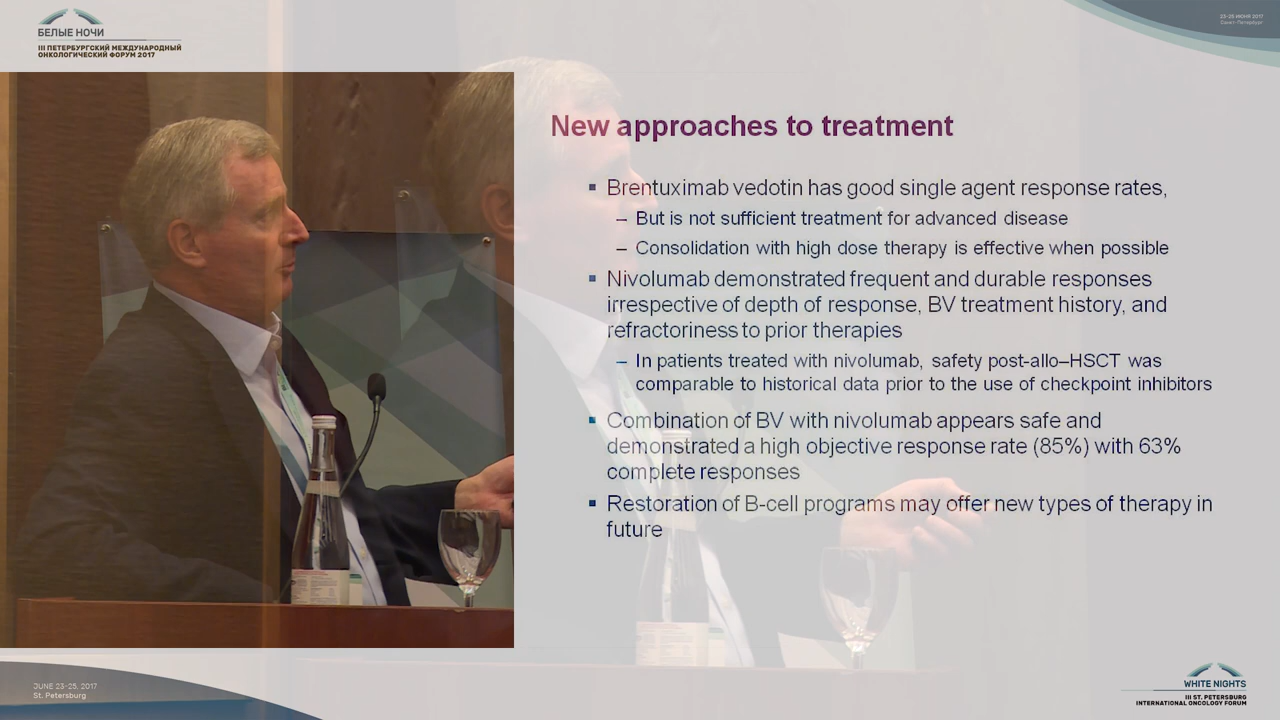 БЕЛЫЕ НОЧИ
III ПЕТЕРБУРГСКИЙ МЕЖДУНАРОДНЫЙ
ОНКОЛОГИЧЕСКИЙ ФОРУМ 2017
23-25 ИЮНЯ 2017
Санкт-Петербург
New approaches to treatment
▪ Brentuximab vedotin has good single agent response rates,
– But is not sufficient treatment for advanced disease
– Consolidation with high dose therapy is effective when possible
▪ Nivolumab demonstrated frequent and durable responses
irrespective of depth of response, BV treatment history, and
refractoriness to prior therapies
– In patients treated with nivolumab, safety post-allo–HSCT was
comparable to historical data prior to the use of checkpoint inhibitors
▪ Combination of BV with nivolumab appears safe and
demonstrated a high objective response rate (85%) with 63%
complete responses
▪ Restoration of B-cell programs may offer new types of therapy in
future
JUNE 23-25, 2017
St. Petersburg
WHITE NIGHTS
III ST. PETERSBURG
INTERNATIONAL ONCOLOGY FORUM